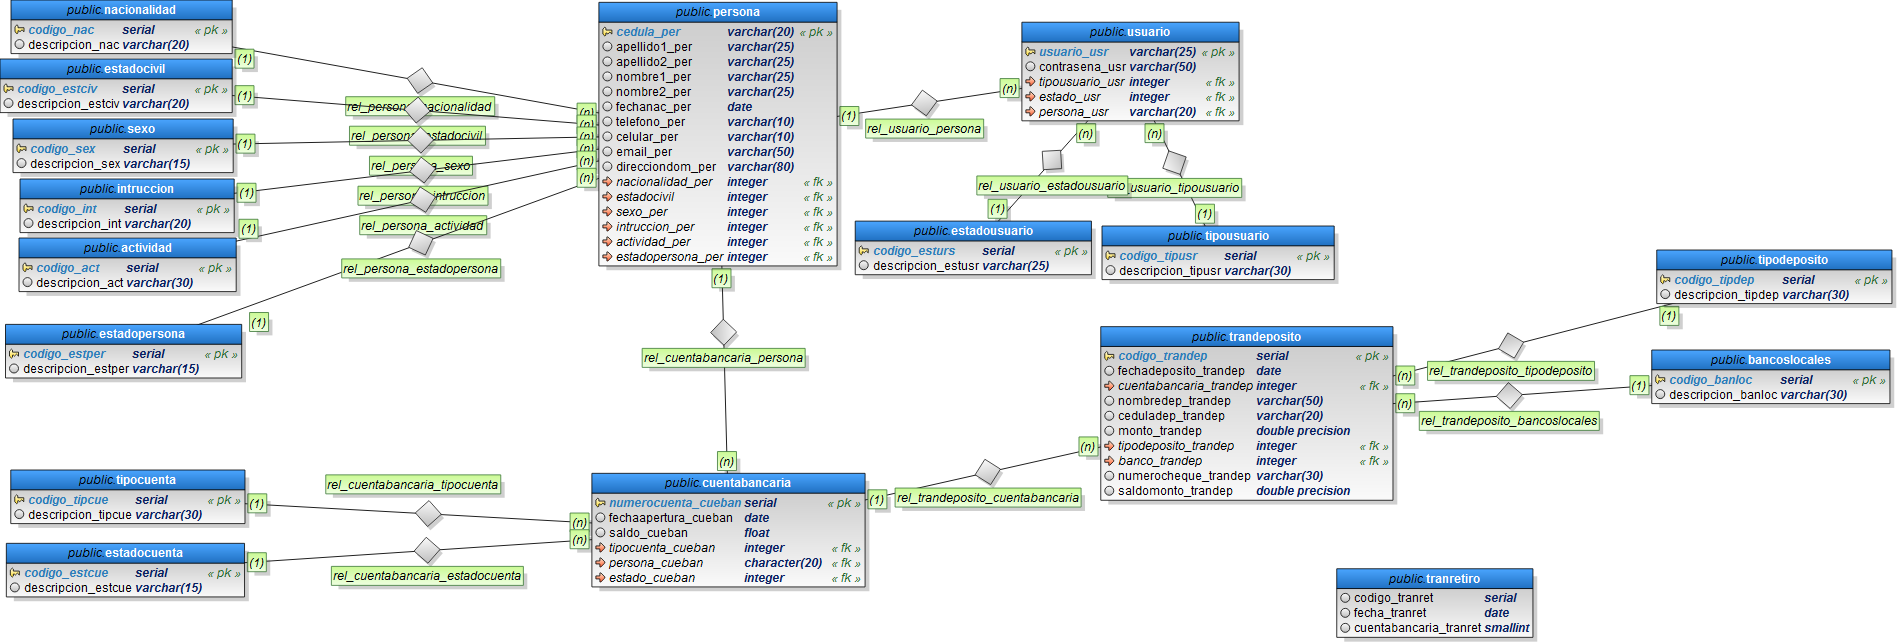 public.nacionalidad
codigo_nac serial « pk »
descripcion_nac varchar(20)
(1)
public.estadocivil
codigo_estciv serial « pk »
descripcion_estciv varchar(20)
(1)
public.sexo
codigo_sex serial « pk »
descripcion_sex varchar(15)
(1)
public.intruccion
codigo_int serial « pk »
descripcion_int varchar(20)
(1)
public.actividad
codigo_act serial « pk »
descripcion_act varchar(30)
(1)
public.estadopersona
codigo_estper serial « pk »
descripcion_estper varchar(15)
(1)
rel_persona_nacionalidad
rel_persona_estadocivil
rel_persona_sexo
rel_persona_intruccion
rel_persona_actividad
rel_persona_estadopersona
(n)
(n)
(n)
(n)
(n)
(n)
public.persona
cedula_per varchar(20) « pk »
apellido1_per varchar(25)
apellido2_per varchar(25)
nombre1_per varchar(25)
nombre2_per varchar(25)
fechanac_per date
telefono_per varchar(10)
celular_per varchar(10)
email_per varchar(50)
direcciondom_per varchar(80)
nacionalidad_per integer « fk »
estadocivil integer « fk »
sexo_per integer « fk »
intruccion_per integer « fk »
actividad_per integer « fk »
estadopersona_per integer « fk »
(1)
rel_usuario_persona
(n)
public.usuario
usuario_usr varchar(25) « pk »
contrasena_usr varchar(50)
tipousuario_usr integer « fk »
estado_usr integer « fk »
persona_usr varchar(20) « fk »
(n)
(n)
rel_usuario_estadousuario
usuario_tipousuario
(1)
(1)
public.estadousuario
codigo_esturs serial « pk »
descripcion_estusr varchar(25)
public.tipousuario
codigo_tipusr serial « pk »
descripcion_tipusr varchar(30)
(1)
rel_cuentabancaria_persona
(n)
public.tipodeposito
codigo_tipdep serial « pk »
descripcion_tipdep varchar(30)
(1)
public.trandeposito
codigo_trandep serial « pk »
fechadeposito_trandep date
cuentabancaria_trandep integer « fk »
nombredep_trandep varchar(50)
ceduladep_trandep varchar(20)
monto_trandep double precision
tipodeposito_trandep integer « fk »
banco_trandep integer « fk »
numerocheque_trandep varchar(30)
saldomonto_trandep double precision
(n)
rel_trandeposito_tipodeposito
(n)
rel_trandeposito_bancoslocales
(1)
public.bancoslocales
codigo_banloc serial « pk »
descripcion_banloc varchar(30)
public.tipocuenta
codigo_tipcue serial « pk »
descripcion_tipcue varchar(30)
(1)
rel_cuentabancaria_tipocuenta
(n)
public.estadocuenta
codigo_estcue serial « pk »
descripcion_estcue varchar(15)
(1)
rel_cuentabancaria_estadocuenta
(n)
public.cuentabancaria
numerocuenta_cueban serial « pk »
fechaapertura_cueban date
saldo_cueban float
tipocuenta_cueban integer « fk »
persona_cueban character(20) « fk »
estado_cueban integer « fk »
(1)
rel_trandeposito_cuentabancaria
(n)
public.tranretiro
codigo_tranret serial
fecha_tranret date
cuentabancaria_tranret smallint